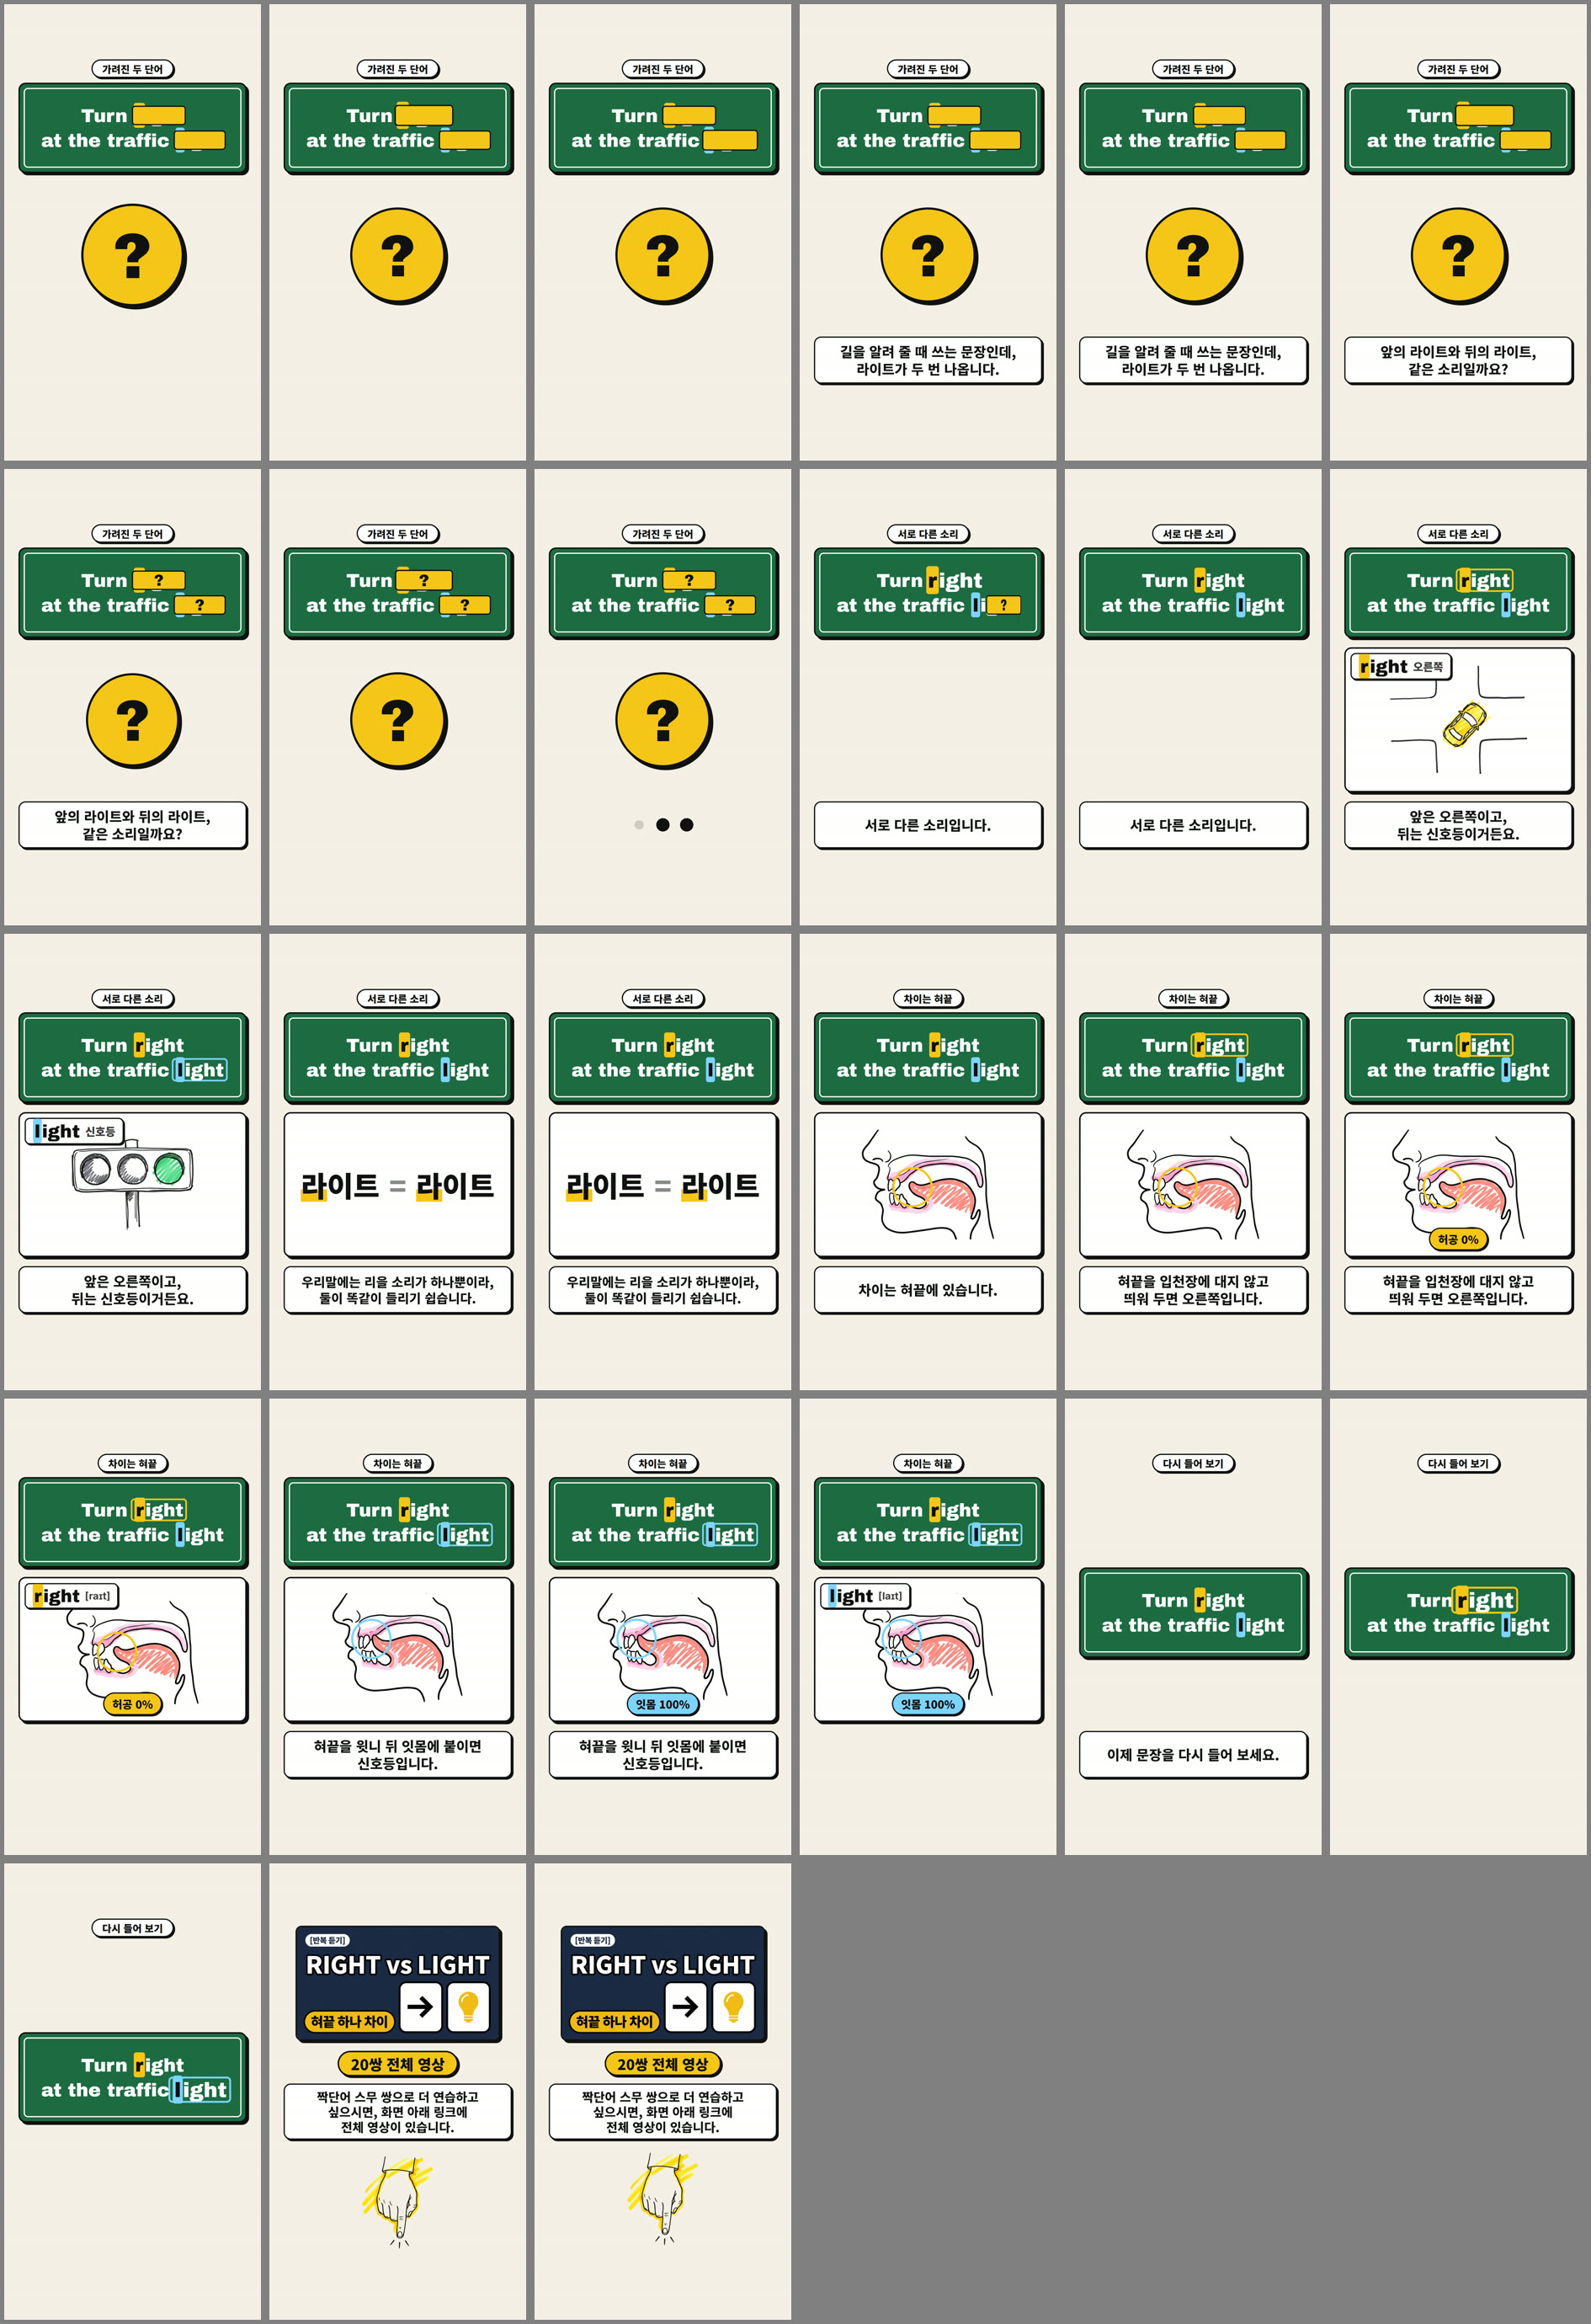 가려진 두 단어
Turn
at the traffic
?
가려진 두 단어
Turn
at the traffic
?
가려진 두 단어
Turn
at the traffic
?
가려진 두 단어
Turn
at the traffic
?
길을 알려 줄 때 쓰는 문장인데,
라이트가 두 번 나옵니다.
가려진 두 단어
Turn
at the traffic
?
길을 알려 줄 때 쓰는 문장인데,
라이트가 두 번 나옵니다.
가려진 두 단어
Turn
at the traffic
?
앞의 라이트와 뒤의 라이트,
같은 소리일까요?
가려진 두 단어
Turn ?
at the traffic ?
?
앞의 라이트와 뒤의 라이트,
같은 소리일까요?
가려진 두 단어
Turn ?
at the traffic ?
?
가려진 두 단어
Turn ?
at the traffic ?
?
서로 다른 소리
Turn right
at the traffic li ?
서로 다른 소리입니다.
서로 다른 소리
Turn right
at the traffic light
서로 다른 소리입니다.
서로 다른 소리
Turn right
at the traffic light
right 오른쪽
앞은 오른쪽이고,
뒤는 신호등이거든요.
서로 다른 소리
Turn right
at the traffic light
light 신호등
앞은 오른쪽이고,
뒤는 신호등이거든요.
서로 다른 소리
Turn right
at the traffic light
라이트 = 라이트
우리말에는 리을 소리가 하나뿐이라,
둘이 똑같이 들리기 쉽습니다.
서로 다른 소리
Turn right
at the traffic light
라이트 = 라이트
우리말에는 리을 소리가 하나뿐이라,
둘이 똑같이 들리기 쉽습니다.
차이는 혀끝
Turn right
at the traffic light
차이는 혀끝에 있습니다.
차이는 혀끝
Turn right
at the traffic light
혀끝을 입천장에 대지 않고
띄워 두면 오른쪽입니다.
차이는 혀끝
Turn right
at the traffic light
허공 0%
혀끝을 입천장에 대지 않고
띄워 두면 오른쪽입니다.
차이는 혀끝
Turn right
at the traffic light
right [raɪt]
허공 0%
차이는 혀끝
Turn right
at the traffic light
혀끝을 윗니 뒤 잇몸에 붙이면
신호등입니다.
차이는 혀끝
Turn right
at the traffic light
잇몸 100%
혀끝을 윗니 뒤 잇몸에 붙이면
신호등입니다.
차이는 혀끝
Turn right
at the traffic light
light [laɪt]
잇몸 100%
다시 들어 보기
Turn right
at the traffic light
이제 문장을 다시 들어 보세요.
다시 들어 보기
Turn right
at the traffic light
다시 들어 보기
Turn right
at the traffic light
[반복 듣기]
RIGHT vs LIGHT
혀끝 하나 차이
20쌍 전체 영상
짝단어 스무 쌍으로 더 연습하고
싶으시면, 화면 아래 링크에
전체 영상이 있습니다.
[반복 듣기]
RIGHT vs LIGHT
혀끝 하나 차이
20쌍 전체 영상
짝단어 스무 쌍으로 더 연습하고
싶으시면, 화면 아래 링크에
전체 영상이 있습니다.